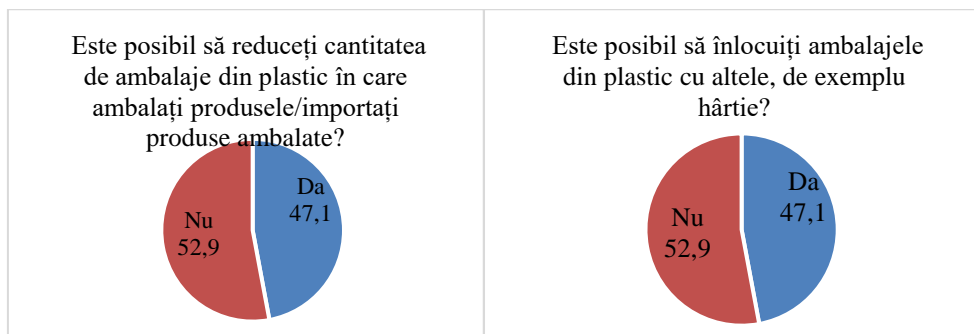 Este posibil să reduceți cantitatea
de ambalaje din plastic în care
ambalați produsele/importați
produse ambalate?
Da
47,1
Nu
52,9
Este posibil să înlocuiți ambalajele
din plastic cu altele, de exemplu
hârtie?
Da
47,1
Nu
52,9